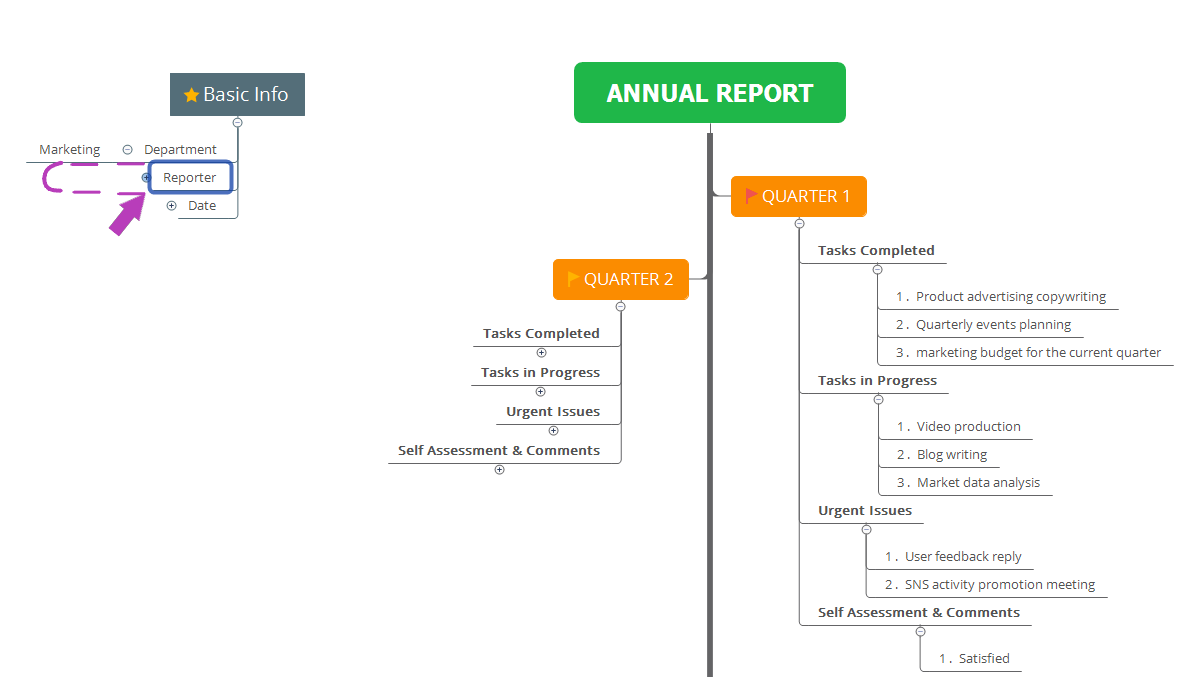 ANNUAL REPORT
Basic Info
Marketing
Department
Reporter
Date
QUARTER 1
Tasks Completed
1. Product advertising copywriting
2. Quarterly events planning
3. marketing budget for the current quarter
Tasks in Progress
1. Video production
2. Blog writing
3. Market data analysis
Urgent Issues
1. User feedback reply
2. SNS activity promotion meeting
Self Assessment & Comments
1. Satisfied
QUARTER 2
Tasks Completed
Tasks in Progress
Urgent Issues
Self Assessment & Comments